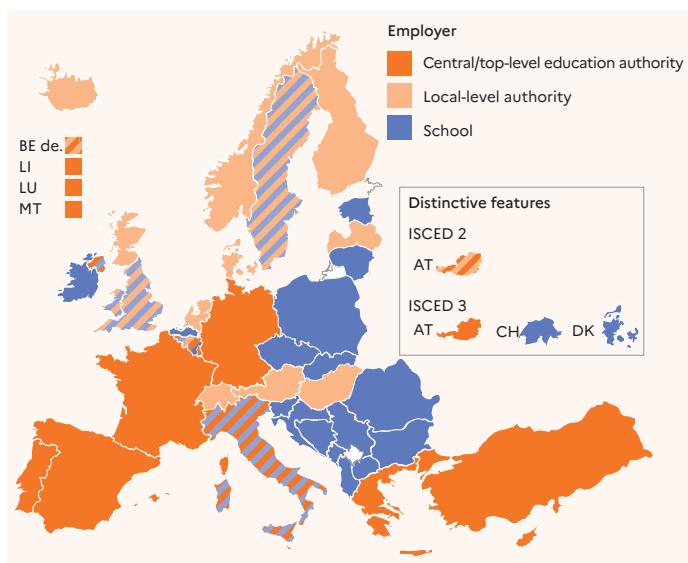 Employer
Central/top-level education authority
Local-level authority
School
BE de.
LI
LU
MT
Distinctive features
ISCED 2
AT
ISCED 3
AT CH DK